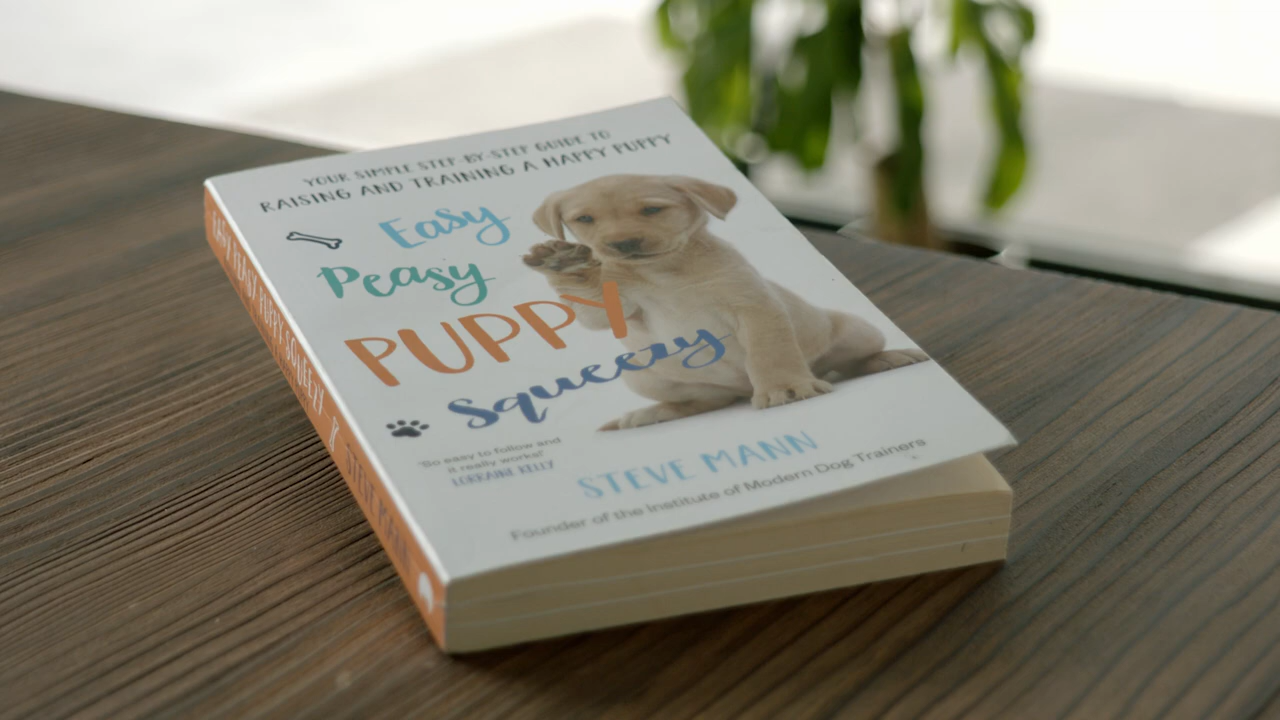 YOUR SIMPLE STEP-BY-STEP GUIDE TO
RAISING AND TRAINING A HAPPY PUPPY
Easy
Peasy
PUPPY
Squeezy
'So easy to follow and
it really works!'
LORRAINE KELLY
STEVE MANN
Founder of the Institute of Modern Dog Trainers
EASY PEASY PUPPY SQUEEZY STEVE MANN